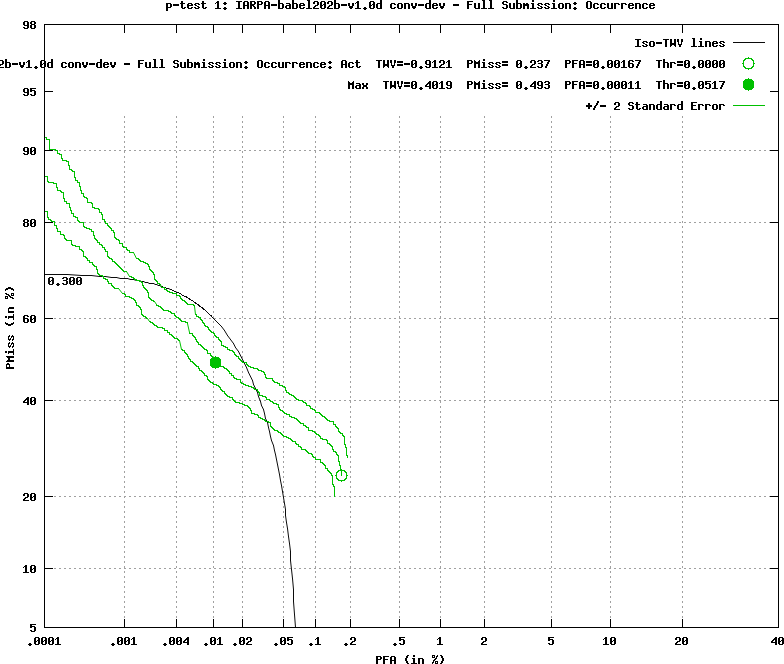 p-test 1: IARPA-babel202b-v1.0d conv-dev - Full Submission: Occurrence
98
Iso-TWV lines
2b-v1.0d conv-dev - Full Submission: Occurrence: Act TWV=-0.9121 PMiss= 0.237 PFA=0.00167 Thr=0.0000
Max TWV=0.4019 PMiss= 0.493 PFA=0.00011 Thr=0.0517
95
+/- 2 Standard Error
90
80
0.300
60
PMiss (in %)
40
20
10
5
.0001 .001 .004 .01 .02 .05 .1 .2 .5 1 2 5 10 20 40
PFA (in %)